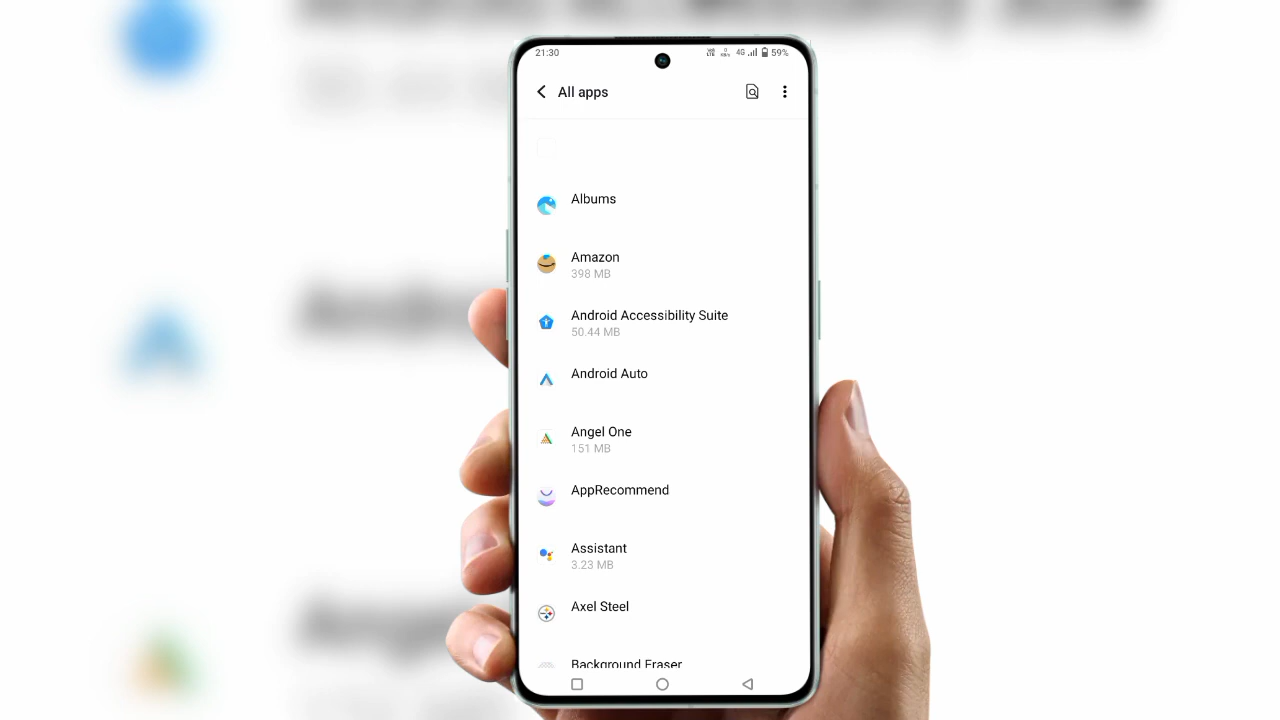 21:30
4G 59%
All apps
Albums
Amazon
398 MB
Android Accessibility Suite
50.44 MB
Android Auto
Angel One
151 MB
AppRecommend
Assistant
3.23 MB
Axel Steel
Background Eraser